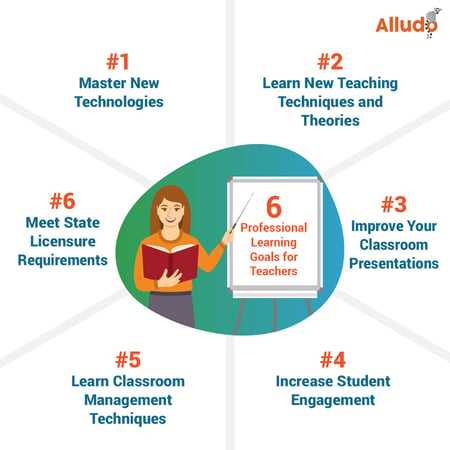 Alludo
#1
Master New
Technologies
#2
Learn New Teaching
Techniques and
Theories
#6
Meet State
Licensure
Requirements
6
Professional
Learning
Goals for
Teachers
#3
Improve Your
Classroom
Presentations
#5
Learn Classroom
Management
Techniques
#4
Increase Student
Engagement